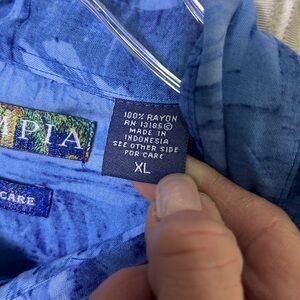 MPIA
CARE
100% RAYON
RN 13185©
MADE IN
INDONESIA
SEE OTHER SIDE
FOR CARE
XL